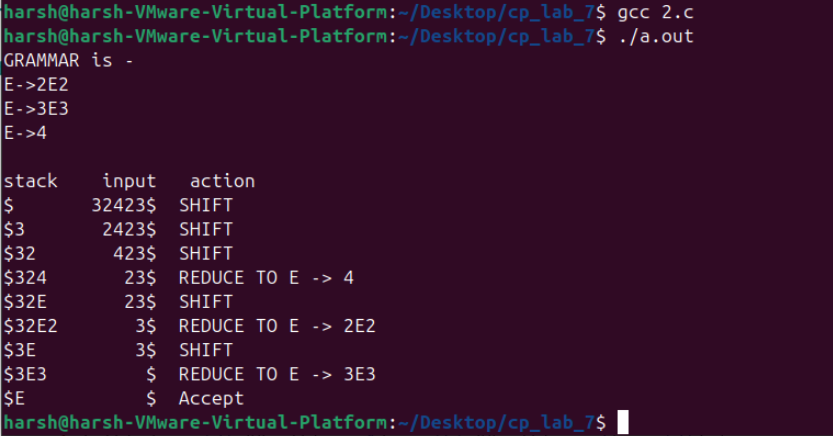 harsh@harsh-VMware-Virtual-Platform:~/Desktop/cp_lab_7$ gcc 2.c
harsh@harsh-VMware-Virtual-Platform:~/Desktop/cp_lab_7$ ./a.out
GRAMMAR is -
E->2E2
E->3E3
E->4

stack    input   action
$       32423$  SHIFT
$3       2423$  SHIFT
$32       423$  SHIFT
$324       23$  REDUCE TO E -> 4
$32E       23$  SHIFT
$32E2       3$  REDUCE TO E -> 2E2
$3E         3$  SHIFT
$3E3         $  REDUCE TO E -> 3E3
$E           $  Accept
harsh@harsh-VMware-Virtual-Platform:~/Desktop/cp_lab_7$